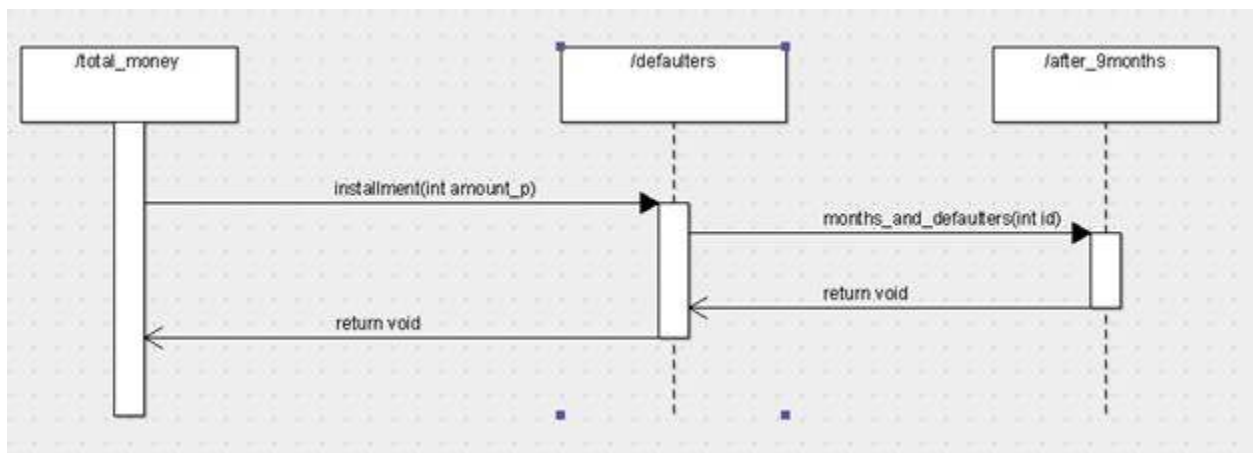 /total_money
/defaulters
/after_9months
installment(int amount_p)
months_and_defaulters(int id)
return void
return void